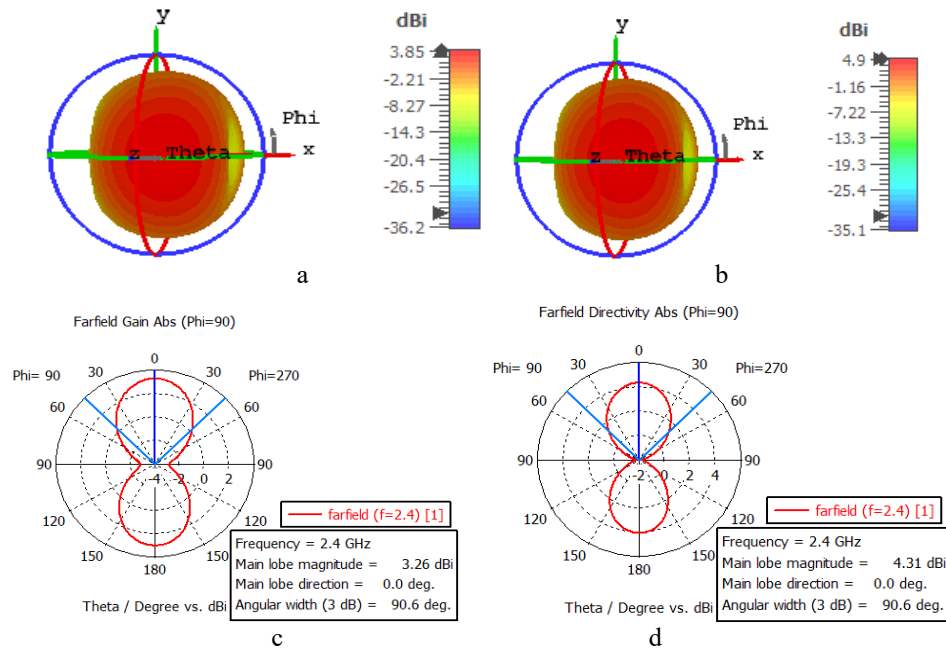 dBi
y
3.85
-2.21
-8.27
-14.3
-20.4
-26.5
-36.2
Phi
z Theta x
a
dBi
y
4.9
-1.16
-7.22
-13.3
-19.3
-25.4
-35.1
Phi
z Theta x
b
Farfield Gain Abs (Phi=90)
0
30 30
Phi= 90 Phi=270
60 60
90 90
-4 -2 0 2
120 120
150 150
180
farfield (f=2.4) [1]
Frequency = 2.4 GHz
Main lobe magnitude = 3.26 dBi
Main lobe direction = 0.0 deg.
Angular width (3 dB) = 90.6 deg.
Theta / Degree vs. dBi
c
Farfield Directivity Abs (Phi=90)
0
30 30
Phi= 90 Phi=270
60 60
90 90
-2 0 2 4
120 120
150 150
180
farfield (f=2.4) [1]
Frequency = 2.4 GHz
Main lobe magnitude = 4.31 dBi
Main lobe direction = 0.0 deg.
Angular width (3 dB) = 90.6 deg.
Theta / Degree vs. dBi
d